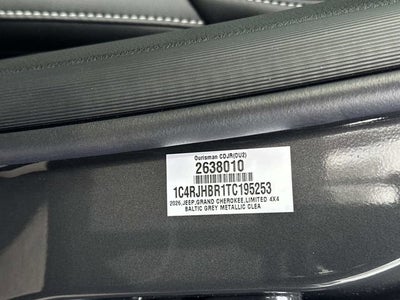 Ourisman CDJR(DU2)
2638010
1C4RJHBR1TC195253
2026,JEEP,GRAND CHEROKEE,LIMITED 4X4
BALTIC GREY METALLIC CLEA